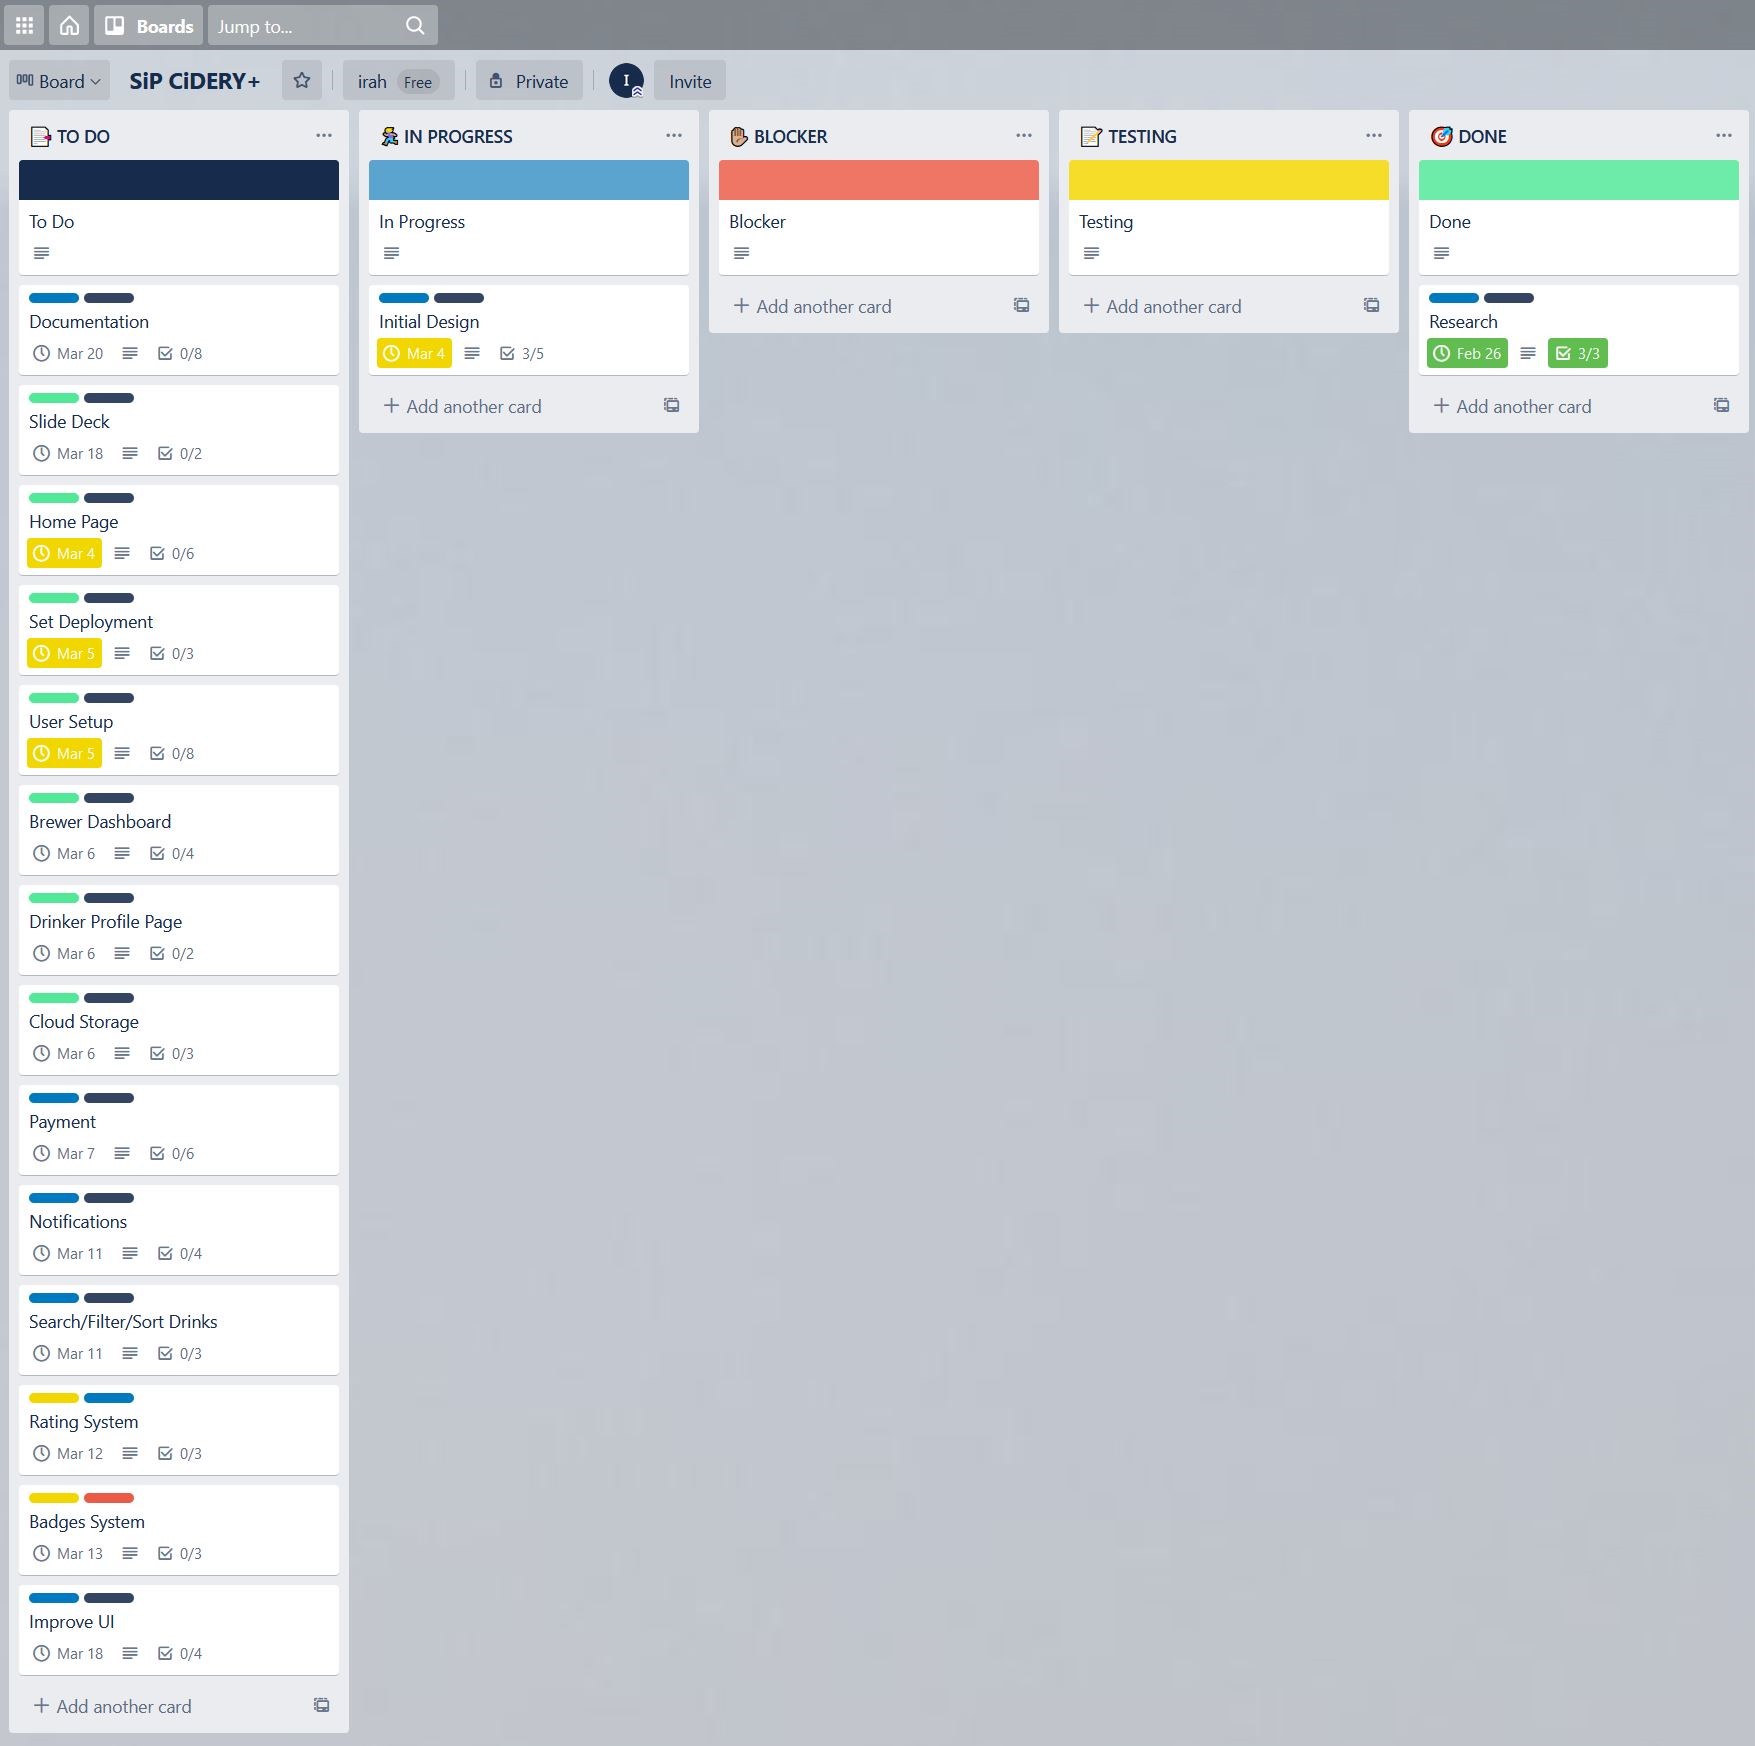 Boards
Jump to...
Board
SiP CiDERY+
irah Free
Private
I
Invite
TO DO
To Do
Documentation
Mar 20 0/8
Slide Deck
Mar 18 0/2
Home Page
Mar 4 0/6
Set Deployment
Mar 5 0/3
User Setup
Mar 5 0/8
Brewer Dashboard
Mar 6 0/4
Drinker Profile Page
Mar 6 0/2
Cloud Storage
Mar 6 0/3
Payment
Mar 7 0/6
Notifications
Mar 11 0/4
Search/Filter/Sort Drinks
Mar 11 0/3
Rating System
Mar 12 0/3
Badges System
Mar 13 0/3
Improve UI
Mar 18 0/4
+ Add another card
IN PROGRESS
In Progress
Initial Design
Mar 4 3/5
+ Add another card
BLOCKER
Blocker
+ Add another card
TESTING
Testing
+ Add another card
DONE
Done
Research
Feb 26 3/3
+ Add another card